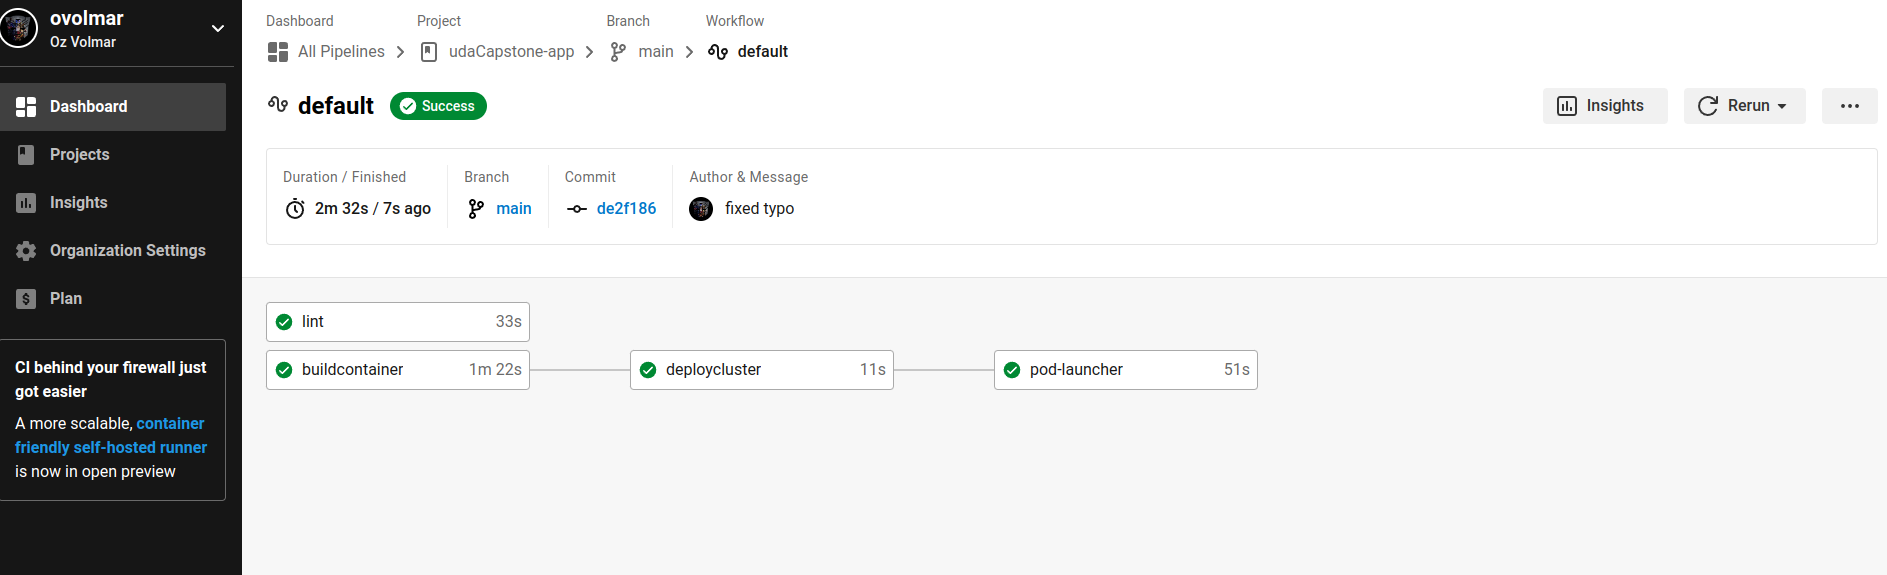 ovolmar
Oz Volmar
Dashboard
Projects
Insights
Organization Settings
Plan
CI behind your firewall just
got easier
A more scalable, container
friendly self-hosted runner
is now in open preview
Dashboard Project Branch Workflow
All Pipelines udaCapstone-app main default
default Success Insights Rerun
Duration / Finished Branch Commit Author & Message
2m 32s / 7s ago main de2f186 fixed typo
lint 33s
buildcontainer 1m 22s deploycluster 11s pod-launcher 51s